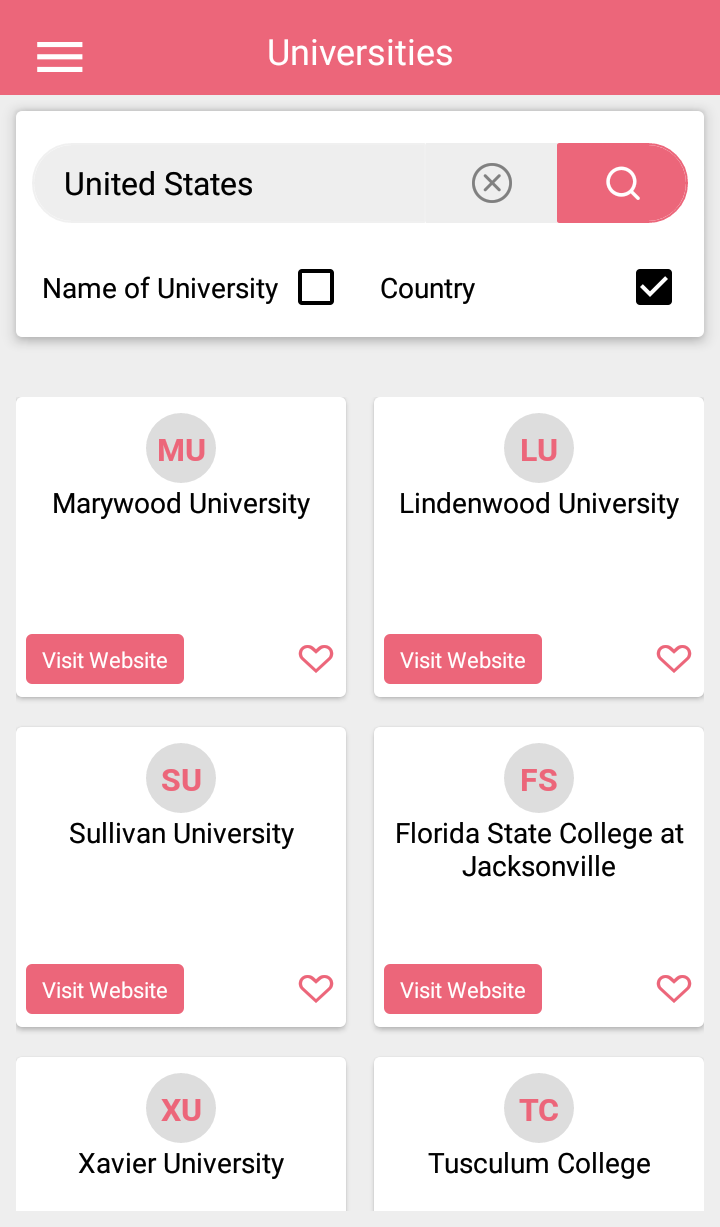 Universities
United States
Name of University
Country
MU
Marywood University
Visit Website
LU
Lindenwood University
Visit Website
SU
Sullivan University
Visit Website
FS
Florida State College at
Jacksonville
Visit Website
XU
Xavier University
TC
Tusculum College